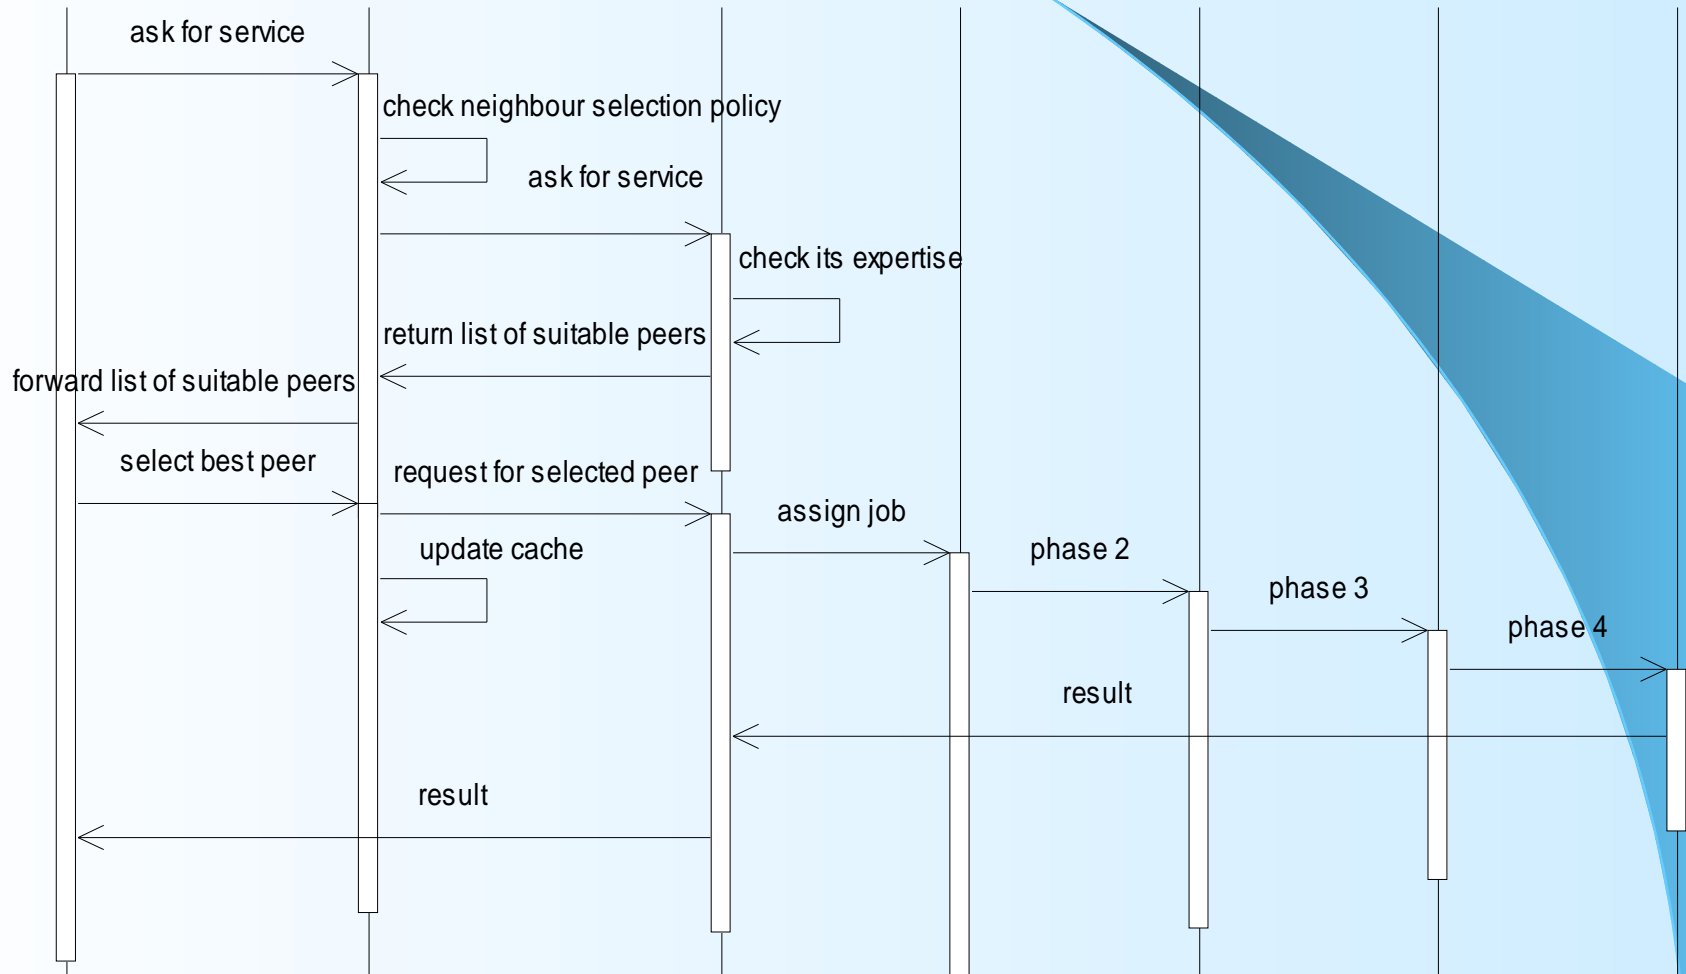 ask for service
check neighbour selection policy
ask for service
check its expertise
return list of suitable peers
forward list of suitable peers
select best peer
request for selected peer
assign job
update cache
phase 2
phase 3
phase 4
result
result